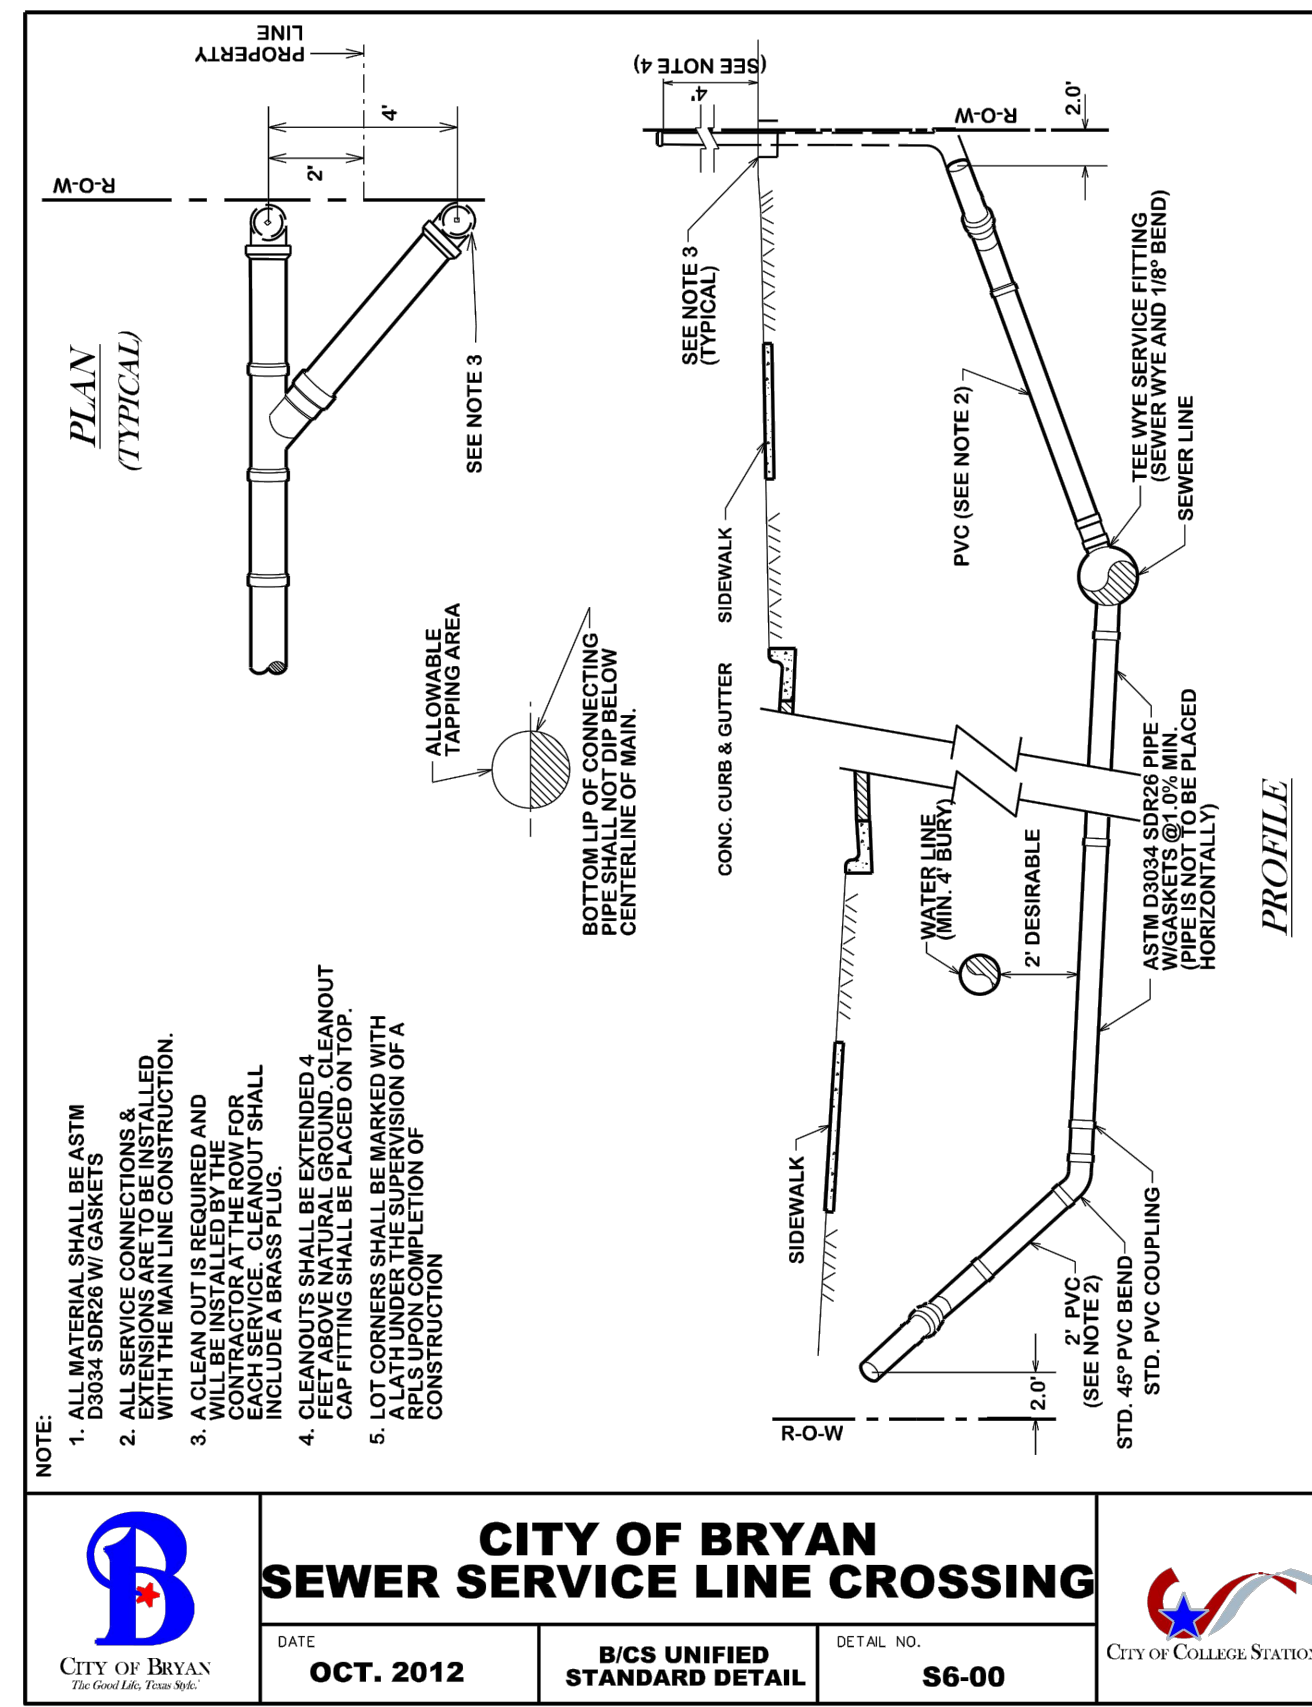 PROPERTY
LINE
4'
2'
R-O-W
PLAN
(TYPICAL)
SEE NOTE 3
ALLOWABLE
TAPPING AREA
BOTTOM LIP OF CONNECTING
PIPE SHALL NOT DIP BELOW
CENTERLINE OF MAIN.
4'
(SEE NOTE 4)
R-O-W
2.0'
SEE NOTE 3
(TYPICAL)
SIDEWALK
CONC. CURB & GUTTER
PVC (SEE NOTE 2)
TEE WYE SERVICE FITTING
(SEWER WYE AND 1/8º BEND)
SEWER LINE
WATER LINE
(MIN. 4' BURY)
2' DESIRABLE
ASTM D3034 SDR26 PIPE
W/GASKETS @1.0% MIN.
(PIPE IS NOT TO BE PLACED
HORIZONTALLY)
PROFILE
SIDEWALK
2' PVC
(SEE NOTE 2)
STD. 45º PVC BEND
STD. PVC COUPLING
2.0'
R-O-W
NOTE:
1. ALL MATERIAL SHALL BE ASTM
D3034 SDR26 W/ GASKETS
2. ALL SERVICE CONNECTIONS &
EXTENSIONS ARE TO BE INSTALLED
WITH THE MAIN LINE CONSTRUCTION.
3. A CLEAN OUT IS REQUIRED AND
WILL BE INSTALLED BY THE
CONTRACTOR AT THE ROW FOR
EACH SERVICE. CLEANOUT SHALL
INCLUDE A BRASS PLUG.
4. CLEANOUTS SHALL BE EXTENDED 4
FEET ABOVE NATURAL GROUND. CLEANOUT
CAP FITTING SHALL BE PLACED ON TOP.
5. LOT CORNERS SHALL BE MARKED WITH
A LATH UNDER THE SUPERVISION OF A
RPLS UPON COMPLETION OF
CONSTRUCTION
B
CITY OF BRYAN
The Good Life, Texas Style.
CITY OF BRYAN
SEWER SERVICE LINE CROSSING
DATE
OCT. 2012
B/CS UNIFIED
STANDARD DETAIL
DETAIL NO.
S6-00
CITY OF COLLEGE STATION